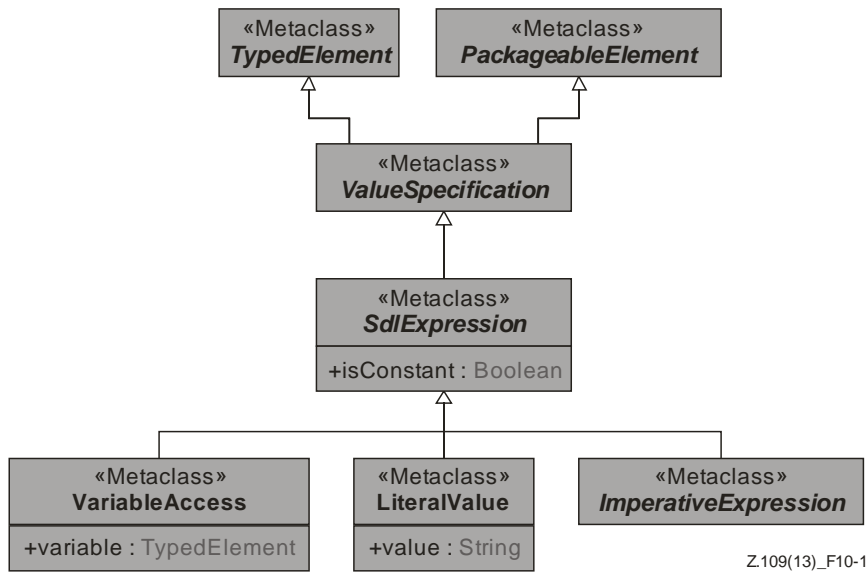 «Metaclass»
TypedElement
«Metaclass»
PackageableElement
«Metaclass»
ValueSpecification
«Metaclass»
SdlExpression
+isConstant : Boolean
«Metaclass»
VariableAccess
+variable : TypedElement
«Metaclass»
LiteralValue
+value : String
«Metaclass»
ImperativeExpression
Z.109(13)_F10-1